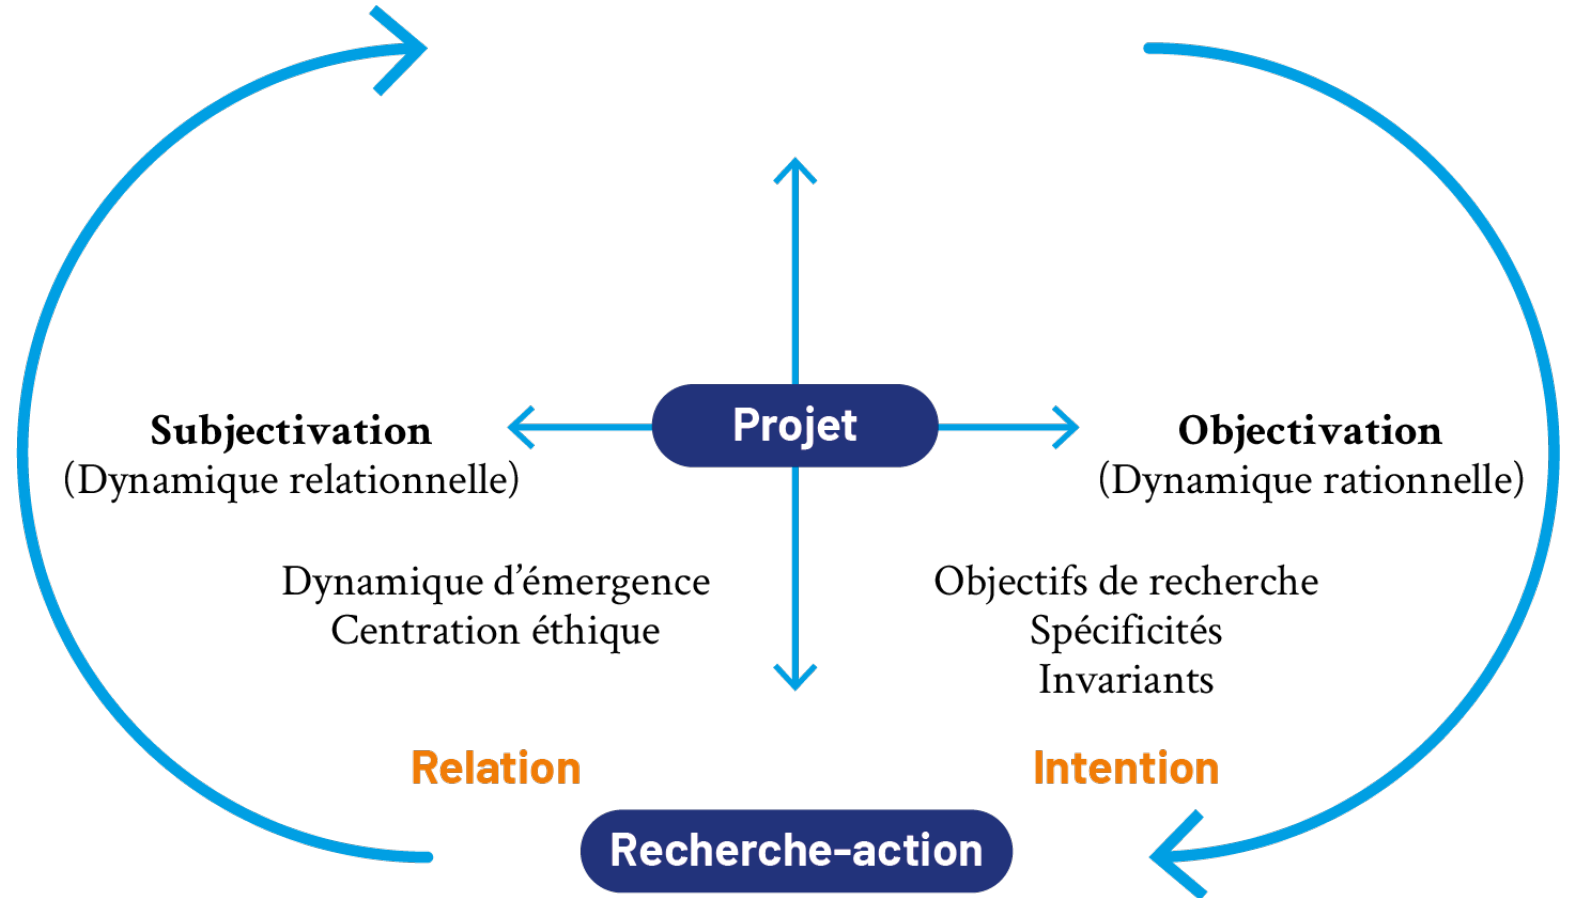 Projet
Subjectivation
(Dynamique relationnelle)
Objectivation
(Dynamique rationnelle)
Dynamique d’émergence
Centration éthique
Objectifs de recherche
Spécificités
Invariants
Relation
Intention
Recherche-action